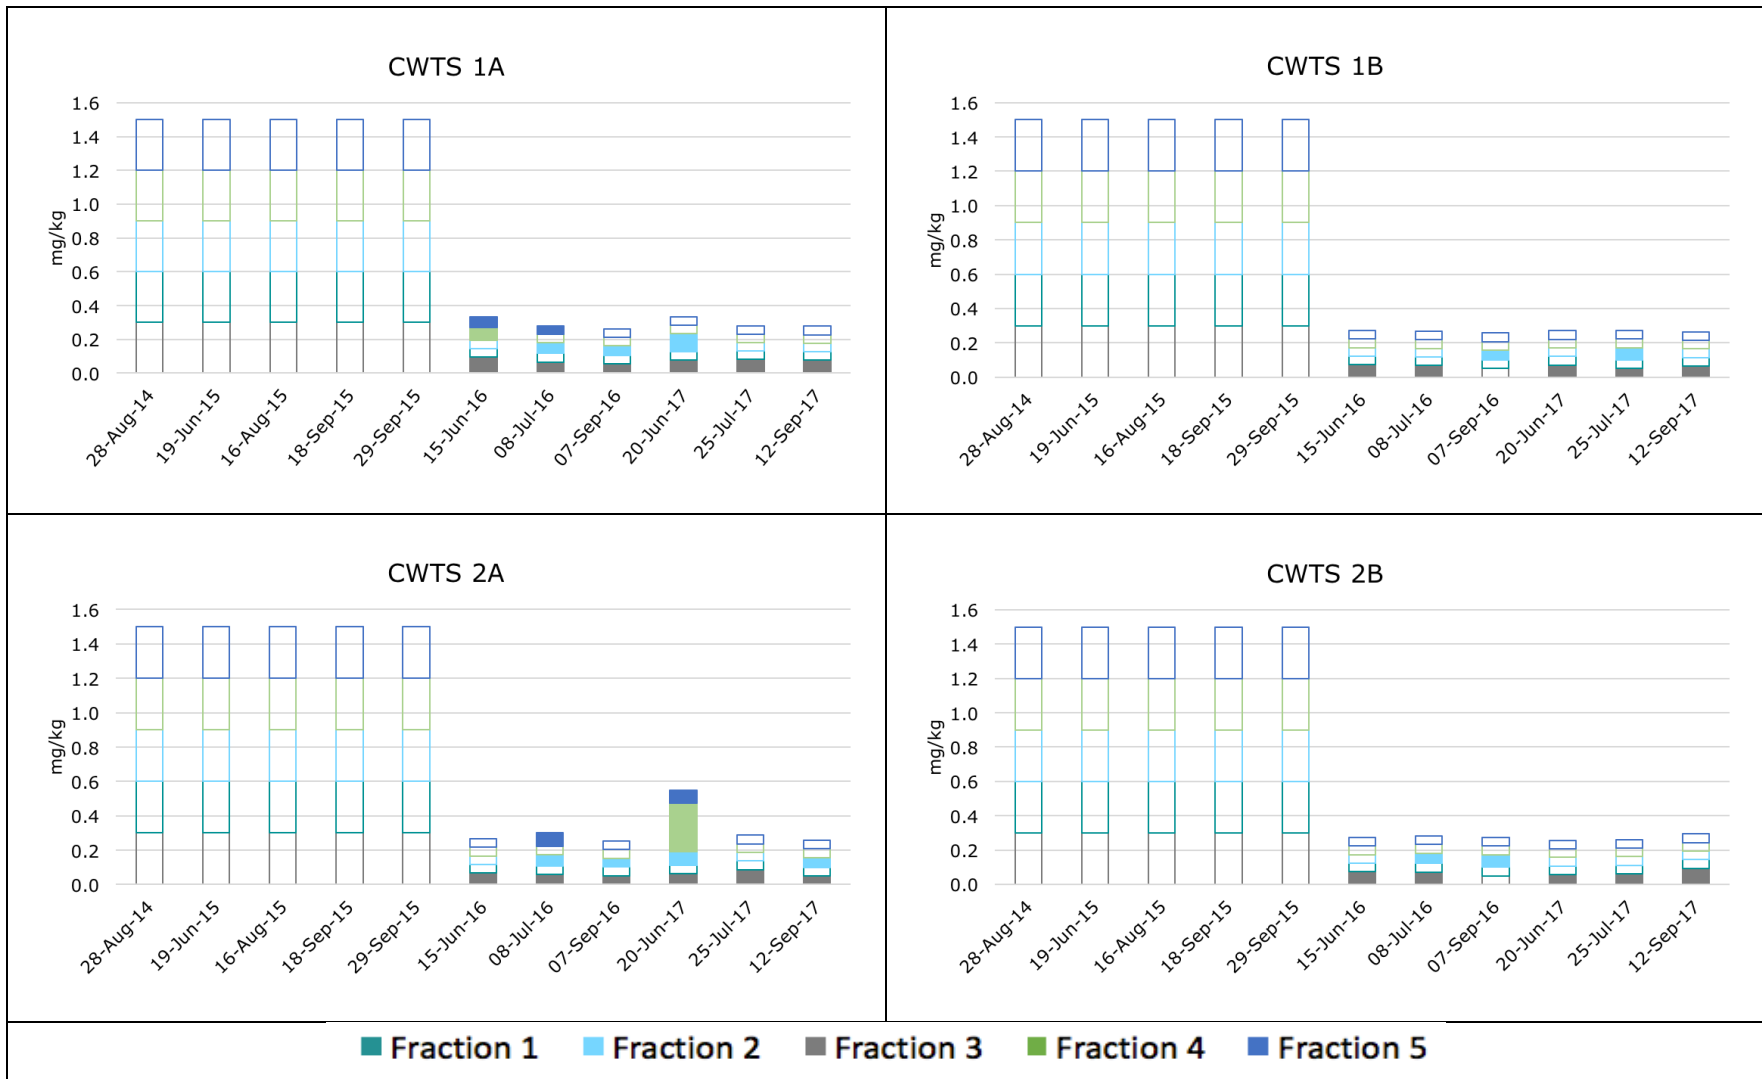 CWTS 1A
mg/kg
1.6
1.4
1.2
1.0
0.8
0.6
0.4
0.2
0.0
28-Aug-14
19-Jun-15
16-Aug-15
18-Sep-15
29-Sep-15
15-Jun-16
08-Jul-16
07-Sep-16
20-Jun-17
25-Jul-17
12-Sep-17
CWTS 1B
mg/kg
1.6
1.4
1.2
1.0
0.8
0.6
0.4
0.2
0.0
28-Aug-14
19-Jun-15
16-Aug-15
18-Sep-15
29-Sep-15
15-Jun-16
08-Jul-16
07-Sep-16
20-Jun-17
25-Jul-17
12-Sep-17
CWTS 2A
mg/kg
1.6
1.4
1.2
1.0
0.8
0.6
0.4
0.2
0.0
28-Aug-14
19-Jun-15
16-Aug-15
18-Sep-15
29-Sep-15
15-Jun-16
08-Jul-16
07-Sep-16
20-Jun-17
25-Jul-17
12-Sep-17
CWTS 2B
mg/kg
1.6
1.4
1.2
1.0
0.8
0.6
0.4
0.2
0.0
28-Aug-14
19-Jun-15
16-Aug-15
18-Sep-15
29-Sep-15
15-Jun-16
08-Jul-16
07-Sep-16
20-Jun-17
25-Jul-17
12-Sep-17
Fraction 1 Fraction 2 Fraction 3 Fraction 4 Fraction 5